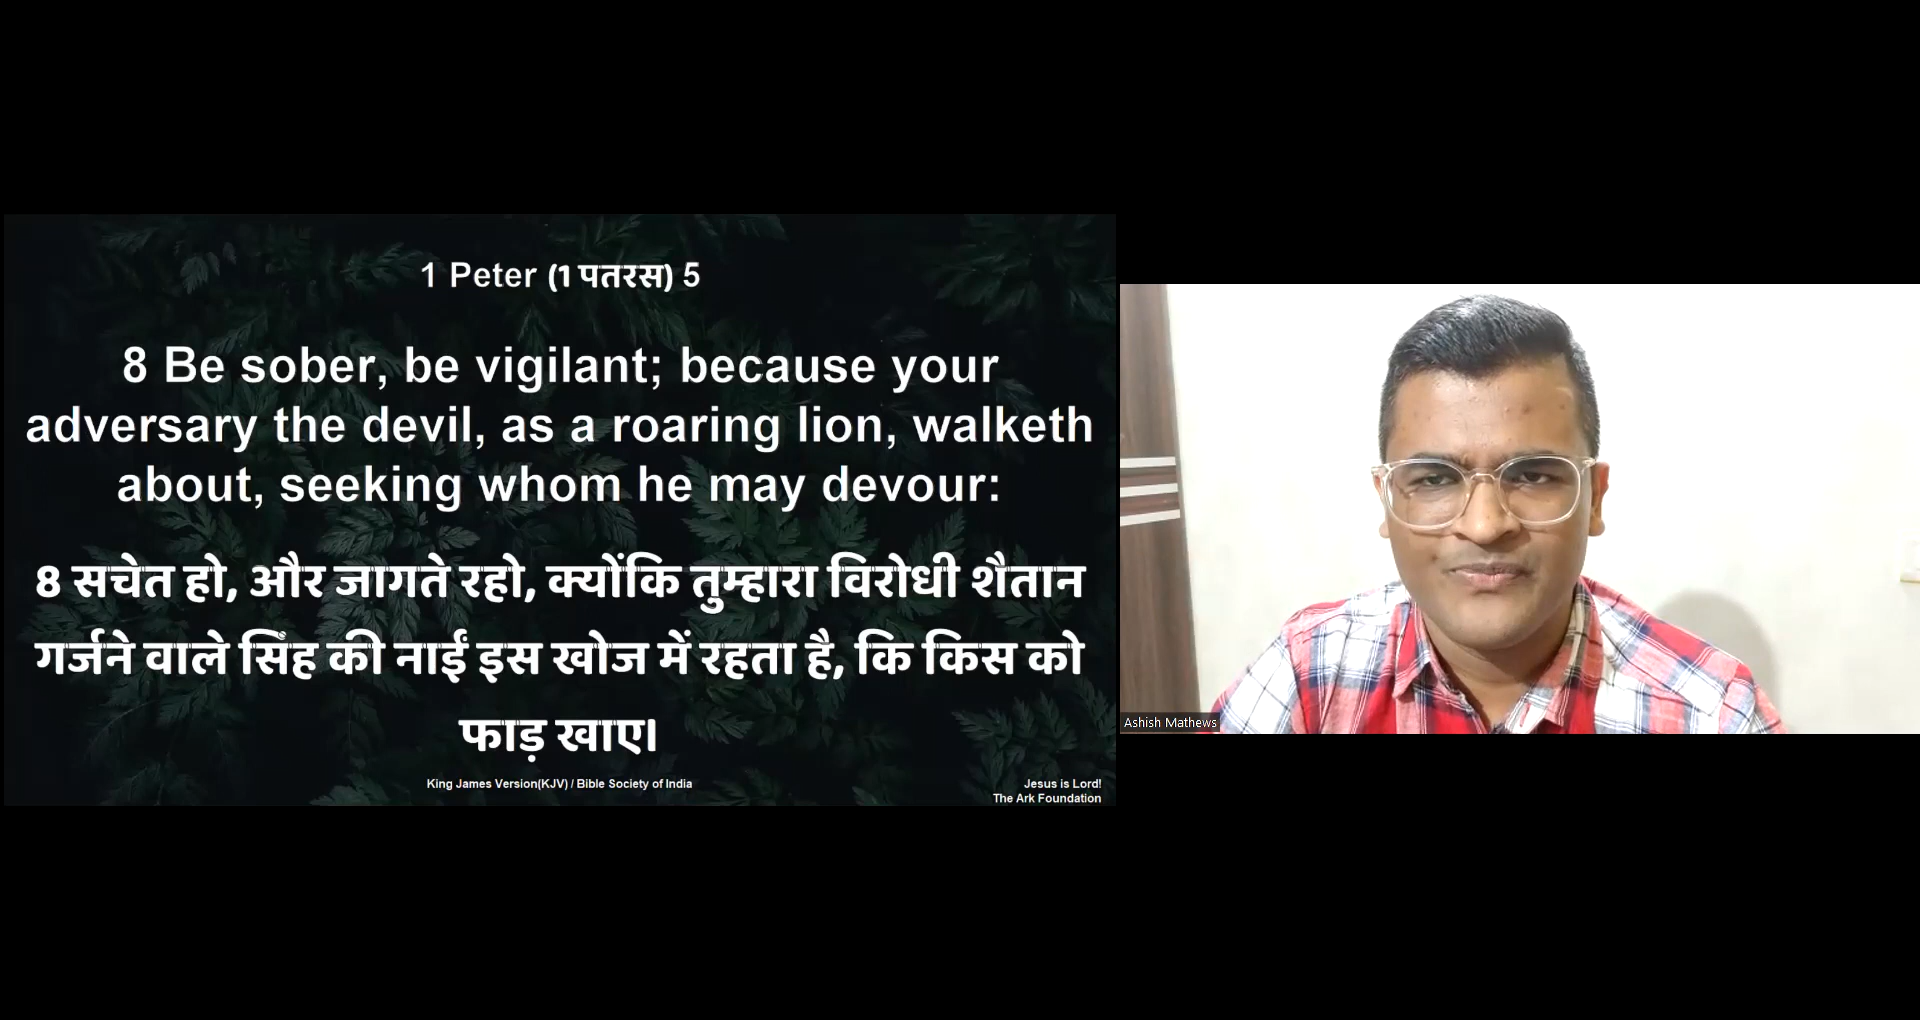 1 Peter (1 पतरस) 5
8 Be sober, be vigilant; because your
adversary the devil, as a roaring lion, walketh
about, seeking whom he may devour:
8 सचेत हो, और जागते रहो, क्योंकि तुम्हारा विरोधी शैतान
गर्जने वाले सिंह की नाईं इस खोज में रहता है, कि किस को
फाड़ खाए।
King James Version(KJV) / Bible Society of India
Jesus is Lord!
The Ark Foundation
Ashish Mathews